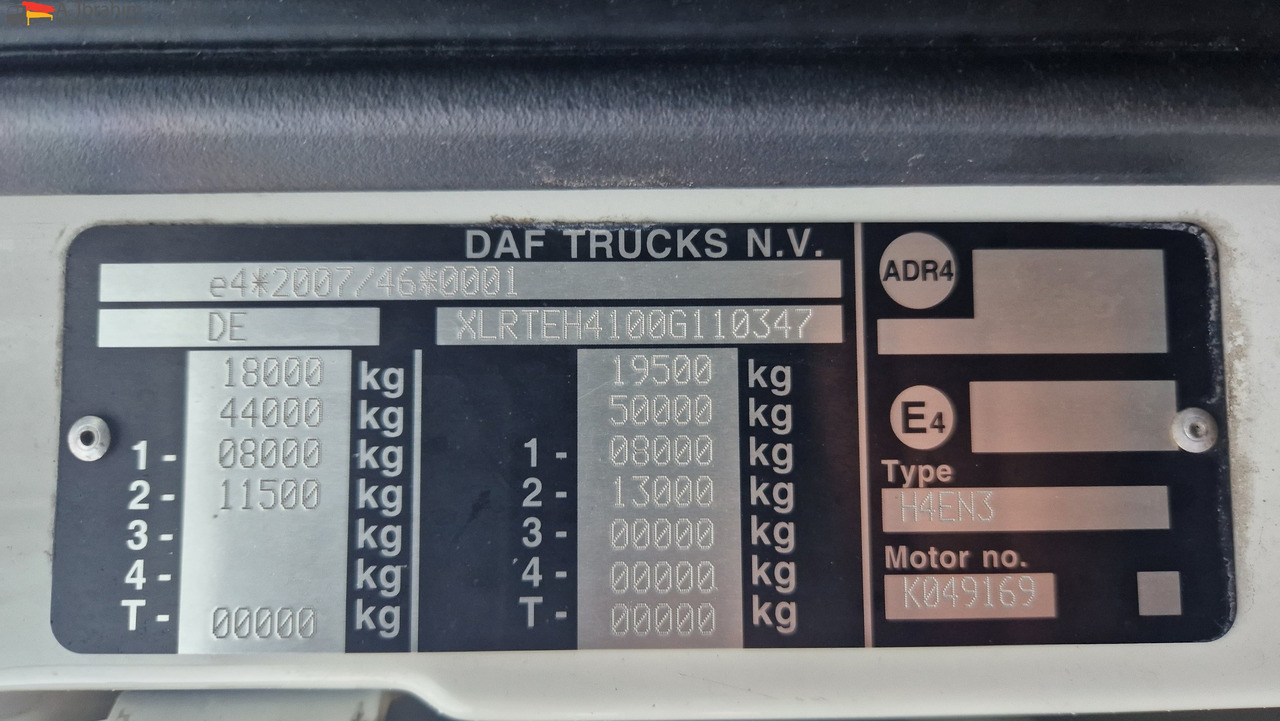 A.Ibrahim
DAF TRUCKS N.V.
e4*2007/46*0001
DE XLRTEH4100G110347
18000 kg 19500 kg
44000 kg 50000 kg
1- 08000 kg 1- 08000 kg
2- 11500 kg 2- 13000 kg
3- kg 3- 00000 kg
4- kg 4- 00000 kg
T- 00000 kg T- 00000 kg
ADR4
E4
Type
H4EN3
Motor no.
K049169